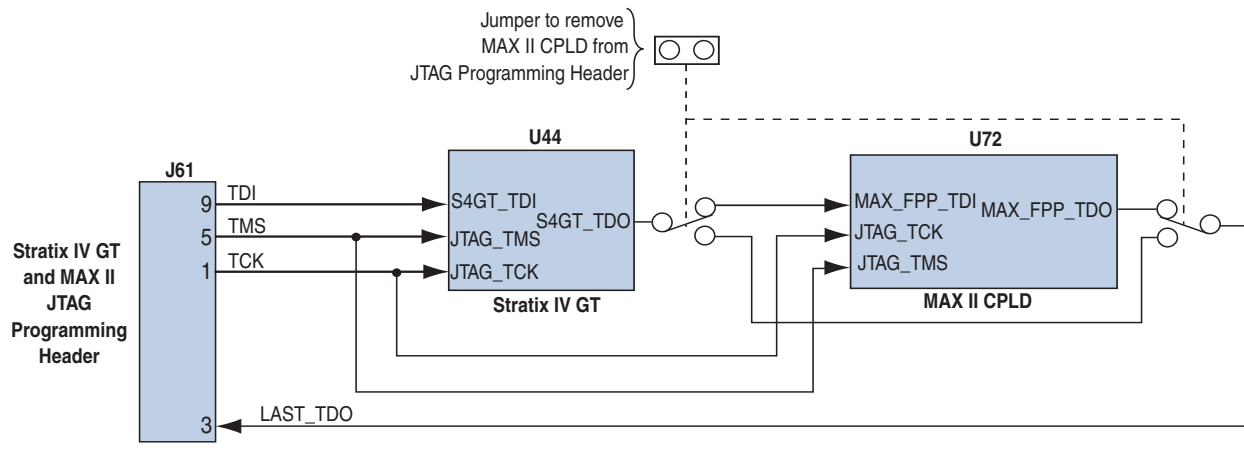 Jumper to remove
MAX II CPLD from
JTAG Programming Header
U44
U72
J61
9
TDI
S4GT_TDI
S4GT_TDO
MAX_FPP_TDI
MAX_FPP_TDO
5
TMS
JTAG_TMS
JTAG_TCK
1
TCK
JTAG_TCK
JTAG_TMS
Stratix IV GT
and MAX II
JTAG
Programming
Header
Stratix IV GT
MAX II CPLD
3
LAST_TDO